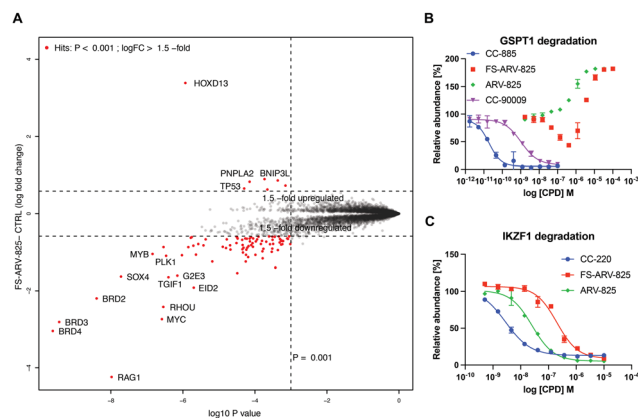 A
Hits: P < 0.001 ; logFC > 1.5 -fold
HOXD13
PNPLA2
BNIP3L
TP53
1.5 -fold upregulated
1.5 -fold downregulated
MYB
PLK1
SOX4
G2E3
TGIF1
EID2
BRD2
RHOU
MYC
BRD3
BRD4
RAG1
P = 0.001
4
2
0
-2
-4
FS-ARV-825– CTRL (log fold change)
-10
-8
-6
-4
-2
0
log10 P value
B
GSPT1 degradation
CC-885
FS-ARV-825
ARV-825
CC-90009
200
150
100
50
0
Relative abundance [%]
10-12 10-11 10-10 10-9 10-8 10-7 10-6 10-5 10-4 10-3
log [CPD] M
C
IKZF1 degradation
CC-220
FS-ARV-825
ARV-825
150
100
50
0
Relative abundance [%]
10-10 10-9 10-8 10-7 10-6 10-5 10-4
log [CPD] M